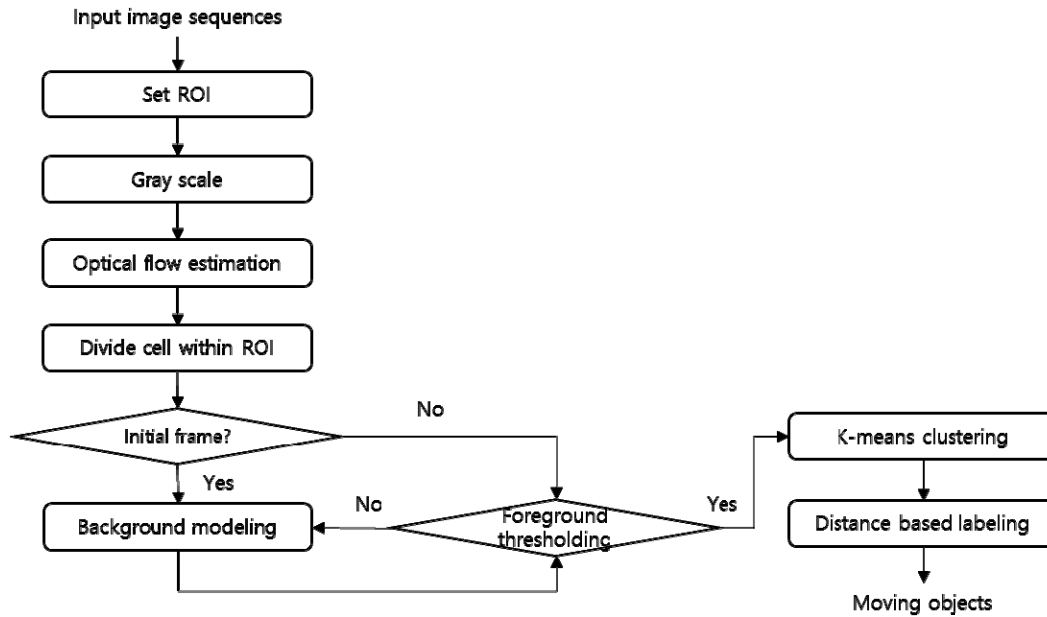 Input image sequences
Set ROI
Gray scale
Optical flow estimation
Divide cell within ROI
Initial frame?
No
Yes
Background modeling
No
Foreground
thresholding
Yes
K-means clustering
Distance based labeling
Moving objects